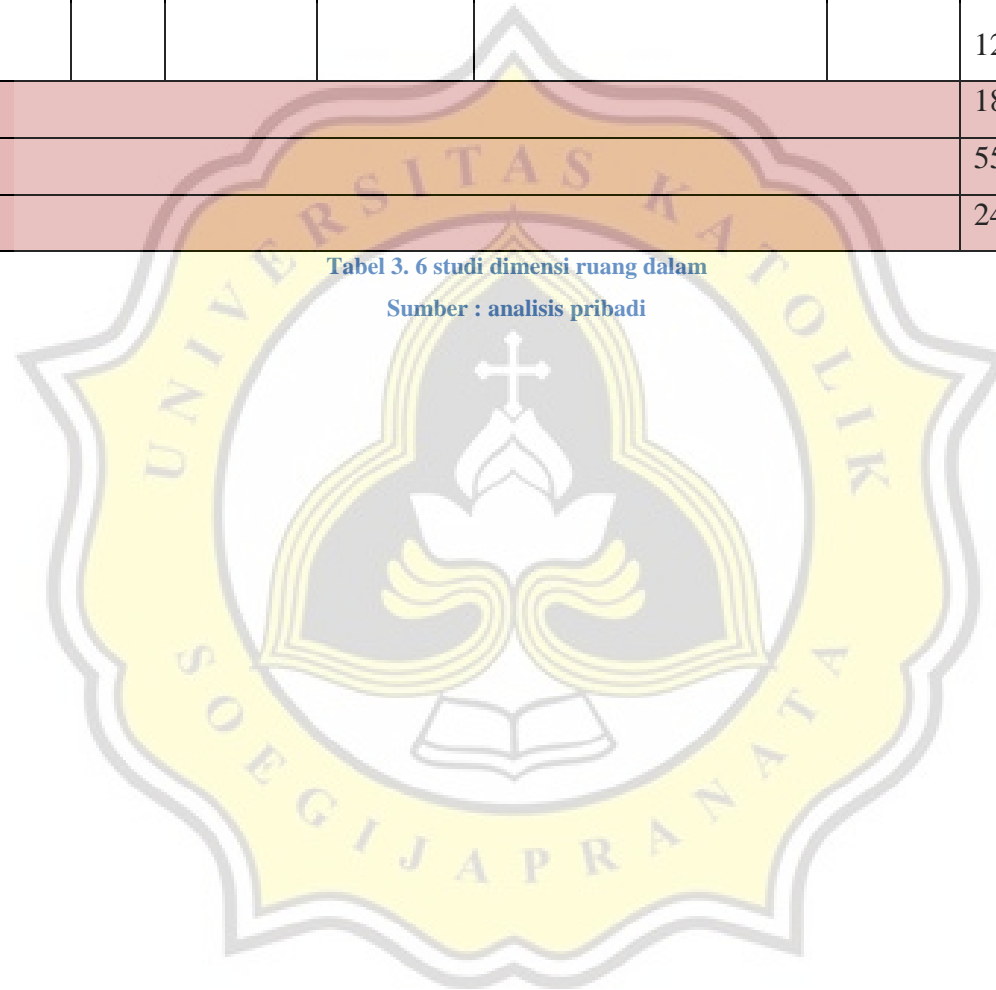 12
18
55
24
Tabel 3. 6 studi dimensi ruang dalam
Sumber : analisis pribadi
UNIVERSITAS KATOLIK
SOEGIJAPRANATA